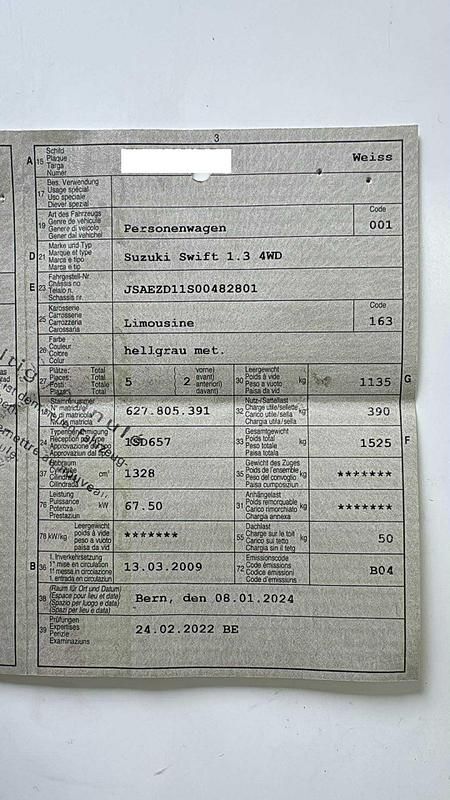 3
A 15 Schild Plaque Targa Numer Weiss
17 Bes. Verwendung Usage spécial Uso speciale Diever spezial
19 Art des Fahrzeugs Genre de véhicule Genere di veicolo Gener dal vehichel Personenwagen Code 001
D 21 Marke und Typ Marque et type Marca e tipo Marca e tip Suzuki Swift 1.3 4WD
E 23 Fahrgestell-Nr. Châssis no Telaio n. Schassis nr. JSAEZD11S00482801
25 Karosserie Carrosserie Carrozzeria Carossaria Limousine Code 163
26 Farbe Couleur Colore Colur hellgrau met.
27 Plätze: Total Places: Total Posti: Totale Plazzas: Total 5 2 vorne) avant) anteriori) davant) 30 Leergewicht Poids à vide Peso a vuoto Paisa da vid kg 1135 G
18 Stammnummer N° matricule N. di matricola Nr. da matricla 627.805.391 32 Nutz-/Sattellast Charge utile/sellette Carico utile/sella Chargia utila/sella kg 390
24 Typengenehmigung Réception par type Approvazione del tipo Approvaziun dal tip 1SD657 33 Gesamtgewicht Poids total Peso totale Paisa totala kg 1525 F
37 Hubraum Cylindrée Cilindrata Cilindrada cm³ 1328 35 Gewicht des Zuges Poids de l'ensemble Peso del convoglio Paisa cumposiziun kg *******
76 Leistung Puissance Potenza Prestaziun kW 67.50 31 Anhängelast Poids remorquable Carico rimorchiato Chargia annexa kg *******
78 kW/kg Leergewicht poids à vide peso a vuoto paisa a vid ******* 55 Dachlast Charge sur le toit Carico sul tetto Chargia sin il tetg kg 50
B 36 1. Inverkehrsetzung 1re mise en circulation 1a messa in circolazione 1. entrada en circulaziun 13.03.2009 72 Emissionscode Code émissions Codice emissioni Code d'emissiuns B04
38 (Raum für Ort und Datum) (Espace pour lieu et date) (Spazio per luogo e data) (Spazi per lieu e data) Bern, den 08.01.2024
39 Prüfungen Expertises Perizie Examinaziuns 24.02.2022 BE